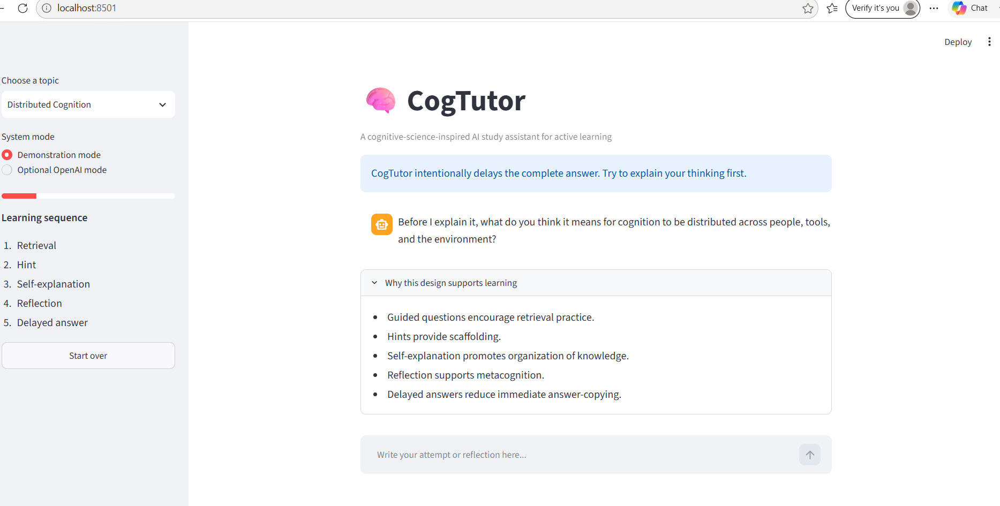 localhost:8501
Verify it's you
Chat
Deploy
Choose a topic
Distributed Cognition
System mode
Demonstration mode
Optional OpenAI mode
Learning sequence
1. Retrieval
2. Hint
3. Self-explanation
4. Reflection
5. Delayed answer
Start over
CogTutor
A cognitive-science-inspired AI study assistant for active learning
CogTutor intentionally delays the complete answer. Try to explain your thinking first.
Before I explain it, what do you think it means for cognition to be distributed across people, tools,
and the environment?
Why this design supports learning
Guided questions encourage retrieval practice.
Hints provide scaffolding.
Self-explanation promotes organization of knowledge.
Reflection supports metacognition.
Delayed answers reduce immediate answer-copying.
Write your attempt or reflection here...